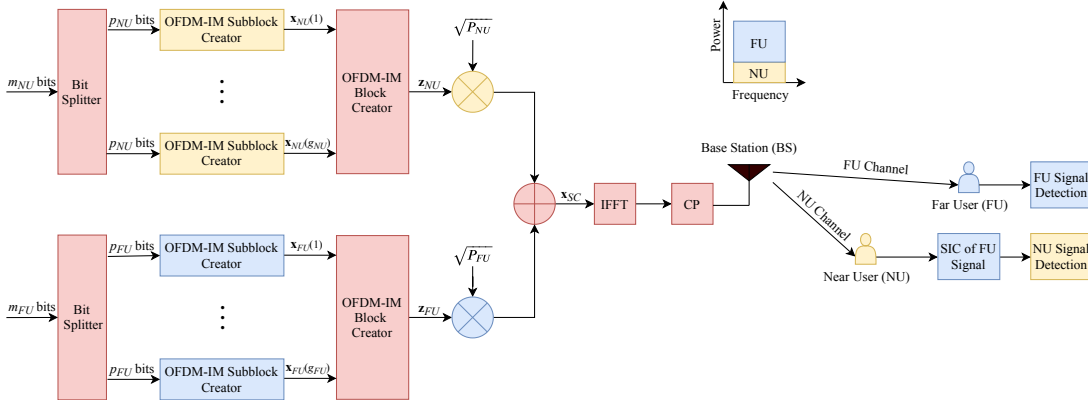 m_NU bits
Bit
Splitter
p_NU bits
OFDM-IM Subblock
Creator
x_NU(1)
p_NU bits
OFDM-IM Subblock
Creator
x_NU(g_NU)
OFDM-IM
Block
Creator
z_NU
√P_NU
m_FU bits
Bit
Splitter
p_FU bits
OFDM-IM Subblock
Creator
x_FU(1)
p_FU bits
OFDM-IM Subblock
Creator
x_FU(g_FU)
OFDM-IM
Block
Creator
z_FU
√P_FU
x_SC
IFFT
CP
Base Station (BS)
Power
FU
NU
Frequency
FU Channel
NU Channel
Far User (FU)
FU Signal
Detection
Near User (NU)
SIC of FU
Signal
NU Signal
Detection